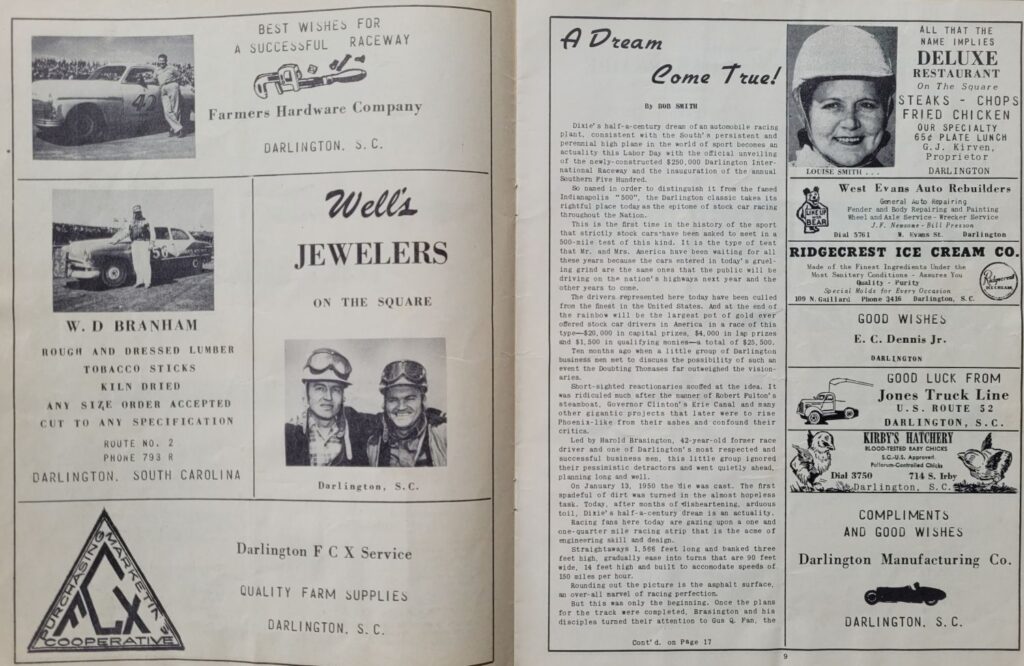 BEST WISHES FOR
A SUCCESSFUL RACEWAY
Farmers Hardware Company
DARLINGTON, S. C.
42
W. D BRANHAM
ROUGH AND DRESSED LUMBER
TOBACCO STICKS
KILN DRIED
ANY SIZE ORDER ACCEPTED
CUT TO ANY SPECIFICATION
ROUTE NO. 2
PHONE 793 R
DARLINGTON, SOUTH CAROLINA
Well's
JEWELERS
ON THE SQUARE
Darlington, S. C.
PURCHASING
MARKETING
FCX
COOPERATIVE
Darlington F C X Service
QUALITY FARM SUPPLIES
DARLINGTON, S. C.
A Dream
Come True!
By BOB SMITH
Dixie's half-a-century dream of an automobile racing
plant, consistent with the South's persistent and
perennial high plane in the world of sport becomes an
actuality this Labor Day with the official unveiling
of the newly-constructed $250,000 Darlington Inter-
national Raceway and the inauguration of the annual
Southern Five Hundred.
So named in order to distinguish it from the famed
Indianapolis "500", the Darlington classic takes its
rightful place today as the epitome of stock car racing
throughout the Nation.
This is the first time in the history of the sport
that strictly stock cars have been asked to meet in a
500-mile test of this kind. It is the type of tent
that Mr. and Mrs. America have been waiting for all
these years because the cars entered in today's gruel-
ing grind are the same ones that the public will be
driving on the nation's highways next year and the
other years to come.
The drivers represented here today have been culled
from the finest in the United States. And at the end of
the rainbow will be the largest pot of gold ever
offered stock car drivers in America in a race of this
type—$20,000 in capital prizes, $4,000 in lap prizes
and $1,500 in qualifying monies—a total of $25,500.
Ten months ago when a little group of Darlington
business men met to discuss the possibility of such an
event the Doubting Thomases far outweighed the vision-
aries.
Short-sighted reactionaries scoffed at the idea. It
was ridiculed much after the manner of Robert Fulton's
steamboat, Governor Clinton's Erie Canal and many
other gigantic projects that later were to rise
Phoenix-like from their ashes and confound their
critics.
Led by Harold Brasington, 42-year-old former race
driver and one of Darlington's most respected and
successful business men, this little group ignored
their pessimistic detractors and went quietly ahead,
planning long and well.
On January 13, 1950 the die was cast. The first
spadeful of dirt was turned in the almost hopeless
task. Today, after months of disheartening, arduous
toil, Dixie's half-a-century dream is an actuality.
Racing fans here today are gazing upon a one and
one-quarter mile racing strip that is the acme of
engineering skill and design.
Straightaways 1,566 feet long and banked three
feet high, gradually ease into turns that are 90 feet
wide, 14 feet high and built to accomodate speeds of
150 miles per hour.
Rounding out the picture is the asphalt surface,
an over-all marvel of racing perfection.
But this was only the beginning. Once the plans
for the track were completed, Brasington and his
disciples turned their attention to Gus Q. Fan, the
Cont'd. on Page 17
LOUISE SMITH . . .
ALL THAT THE
NAME IMPLIES
DELUXE
RESTAURANT
On The Square
STEAKS - CHOPS
FRIED CHICKEN
OUR SPECIALTY
65¢ PLATE LUNCH
G.J. Kirven,
Proprietor
DARLINGTON
West Evans Auto Rebuilders
General Auto Repairing
Fender and Body Repairing and Painting
Wheel and Axle Service - Wrecker Service
J.F. Newsome - Bill Presson
Dial 5761 W. Evans St. Darlington
RIDGECREST ICE CREAM CO.
Made of the Finest Ingredients Under the
Most Sanitary Conditions - Assures You
Quality - Purity
Special Molds for Every Occasion
109 N. Gaillard Phone 3416 Darlington, S. C.
Ridgecrest
ICE CREAM
GOOD WISHES
E. C. Dennis Jr.
DARLINGTON
GOOD LUCK FROM
Jones Truck Line
U. S. ROUTE 52
DARLINGTON, S. C.
KIRBY'S HATCHERY
BLOOD-TESTED BABY CHICKS
S.C.-U.S. Approved
Pullorum-Controlled Chicks
Dial 3750 714 S. Irby
Darlington, S. C.
COMPLIMENTS
AND GOOD WISHES
Darlington Manufacturing Co.
DARLINGTON, S. C.
9